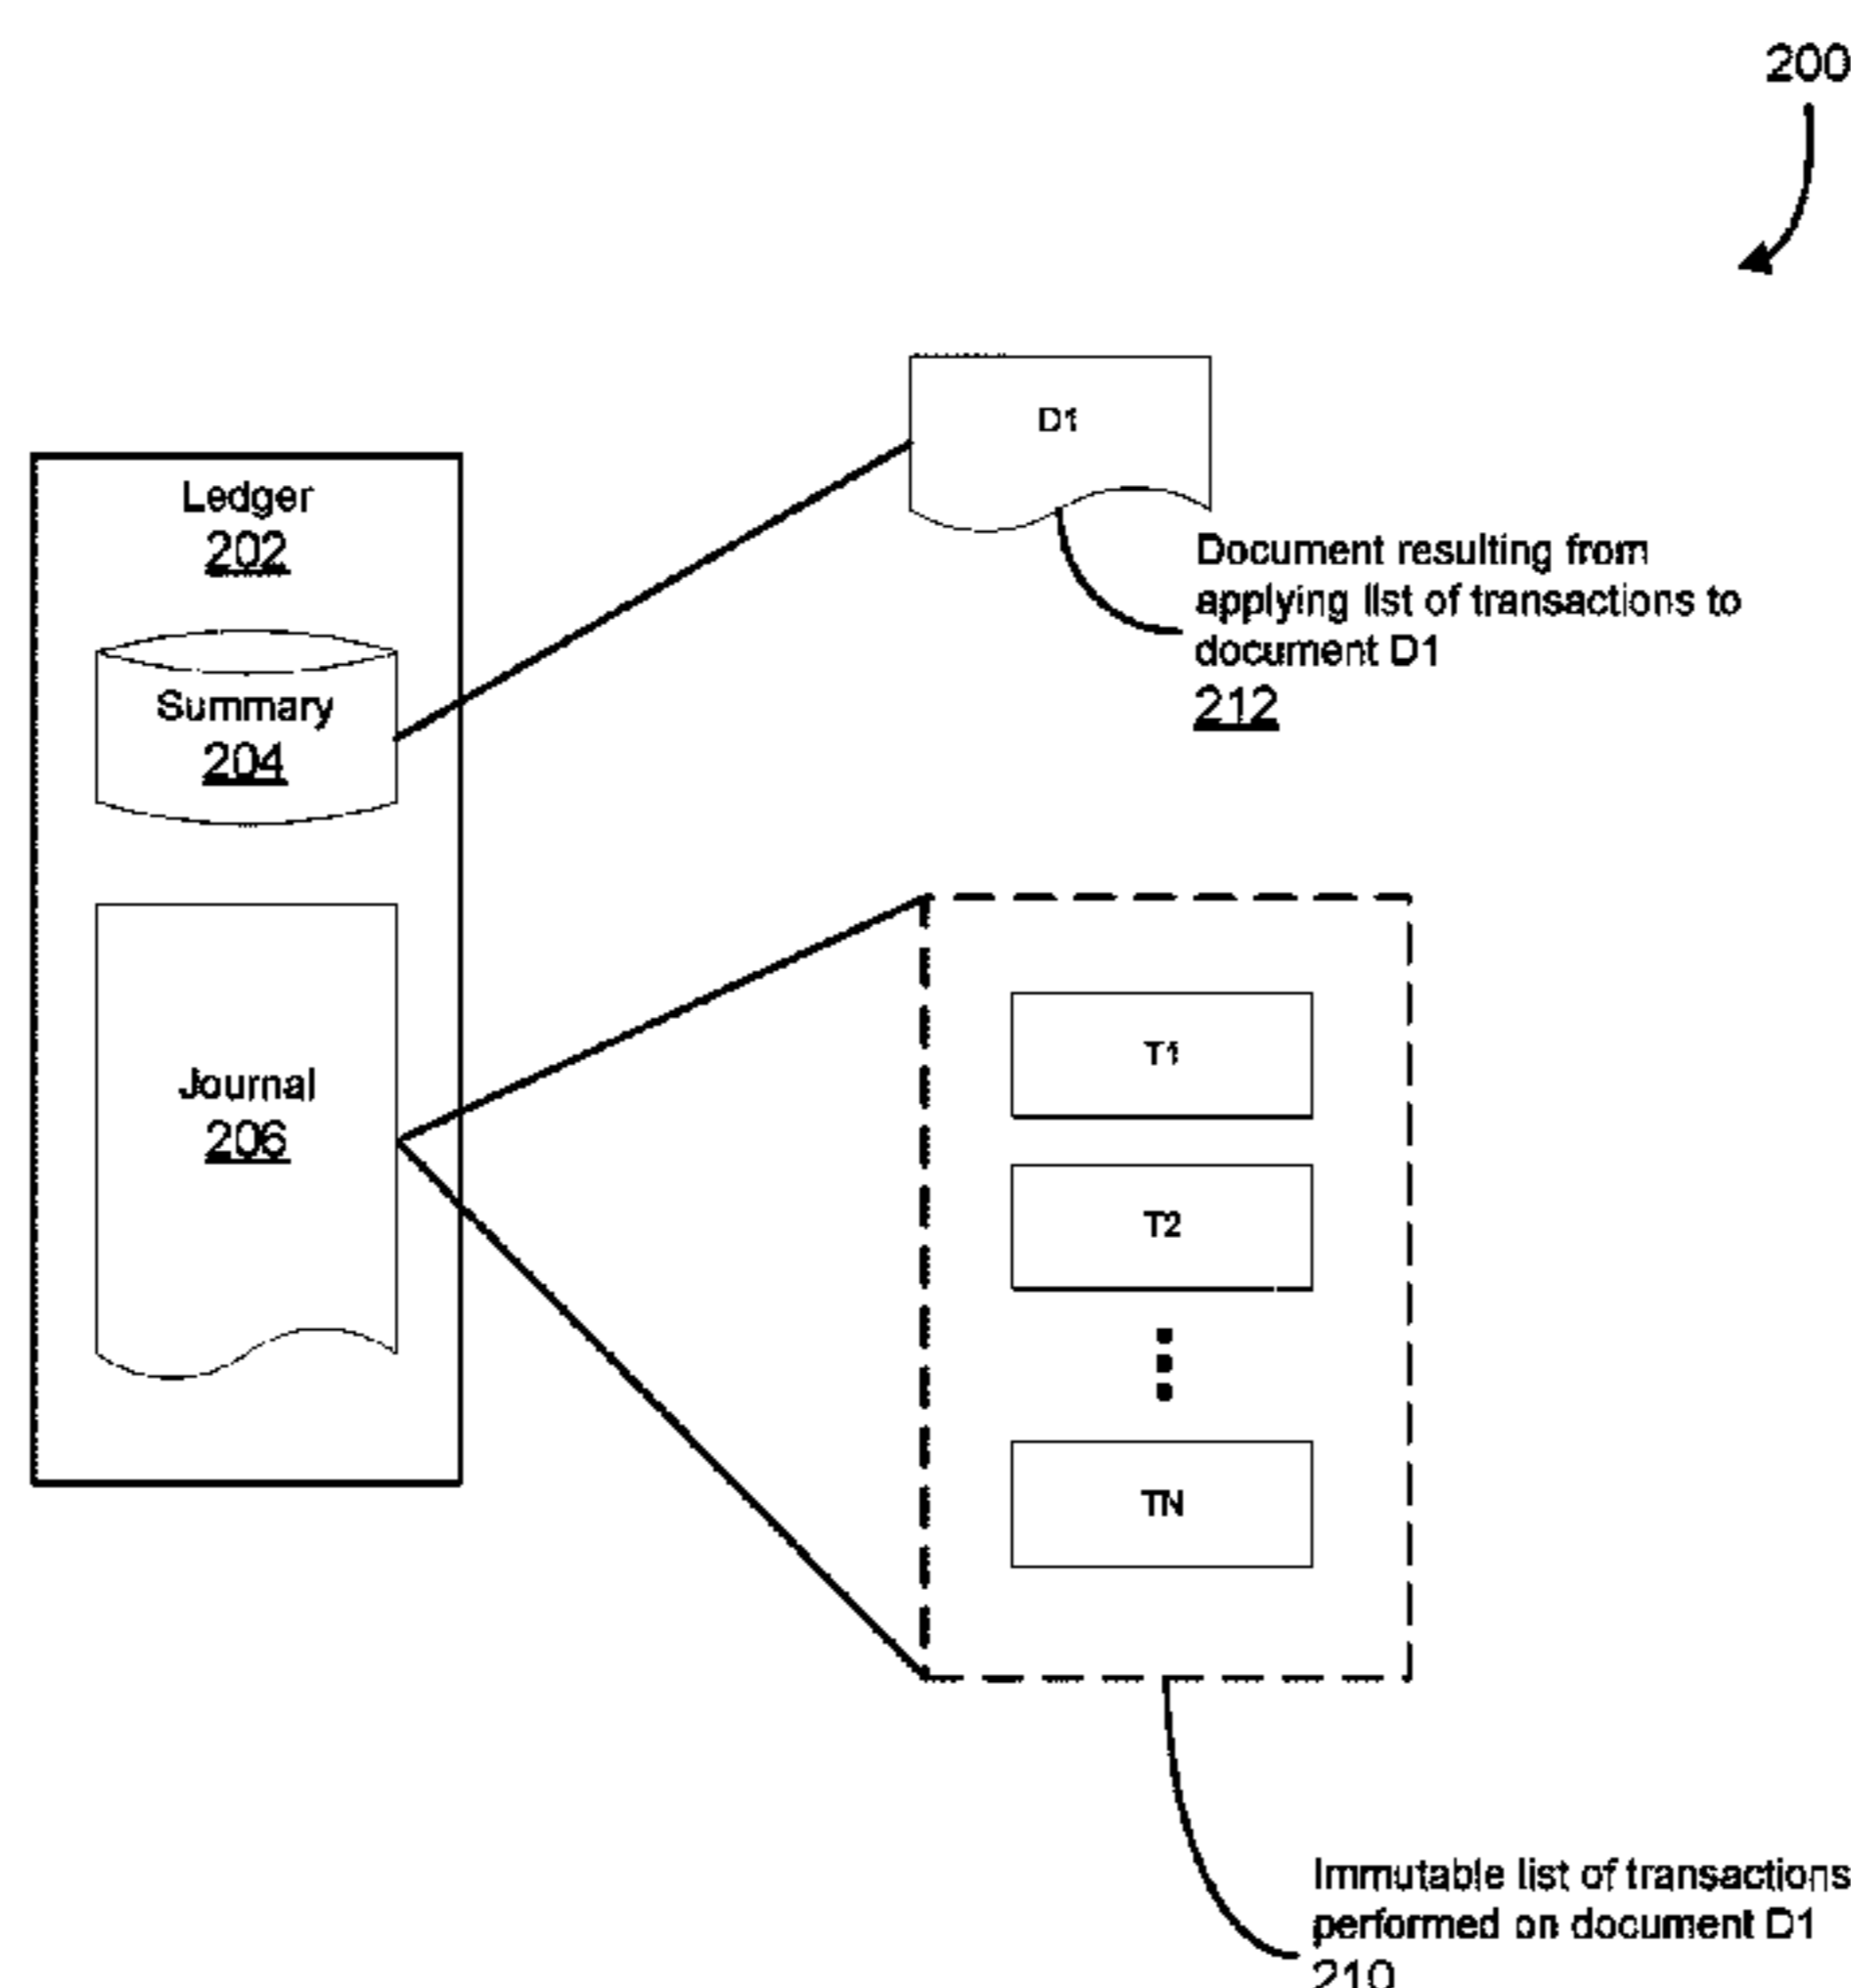 200
D1
Ledger
202
Document resulting from
applying list of transactions to
document D1
212
Summary
204
Journal
206
T1
T2
TN
Immutable list of transactions
performed on document D1
210